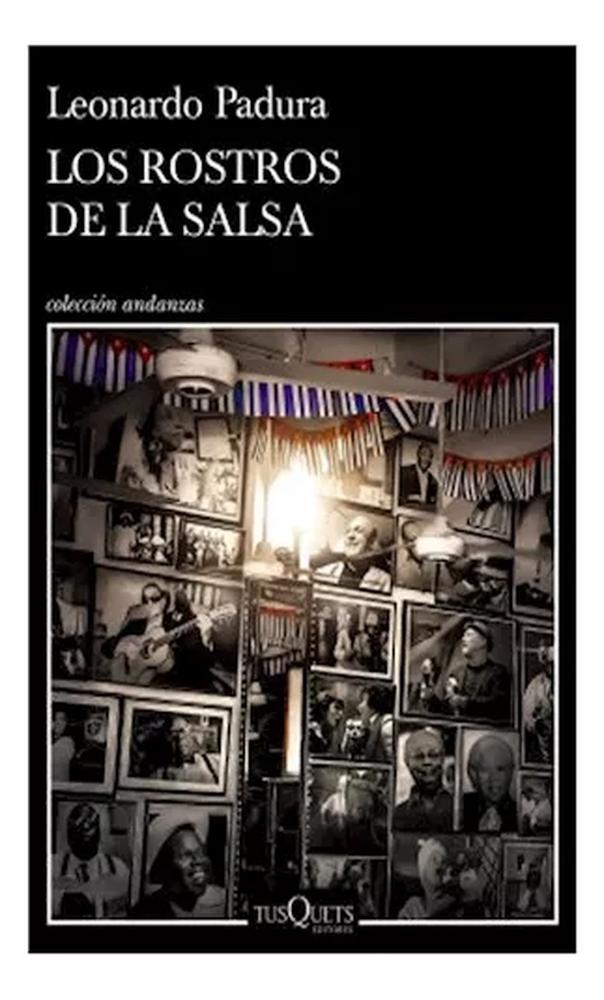 Leonardo Padura
LOS ROSTROS
DE LA SALSA
colección andanzas
TUSQUETS
EDITORES